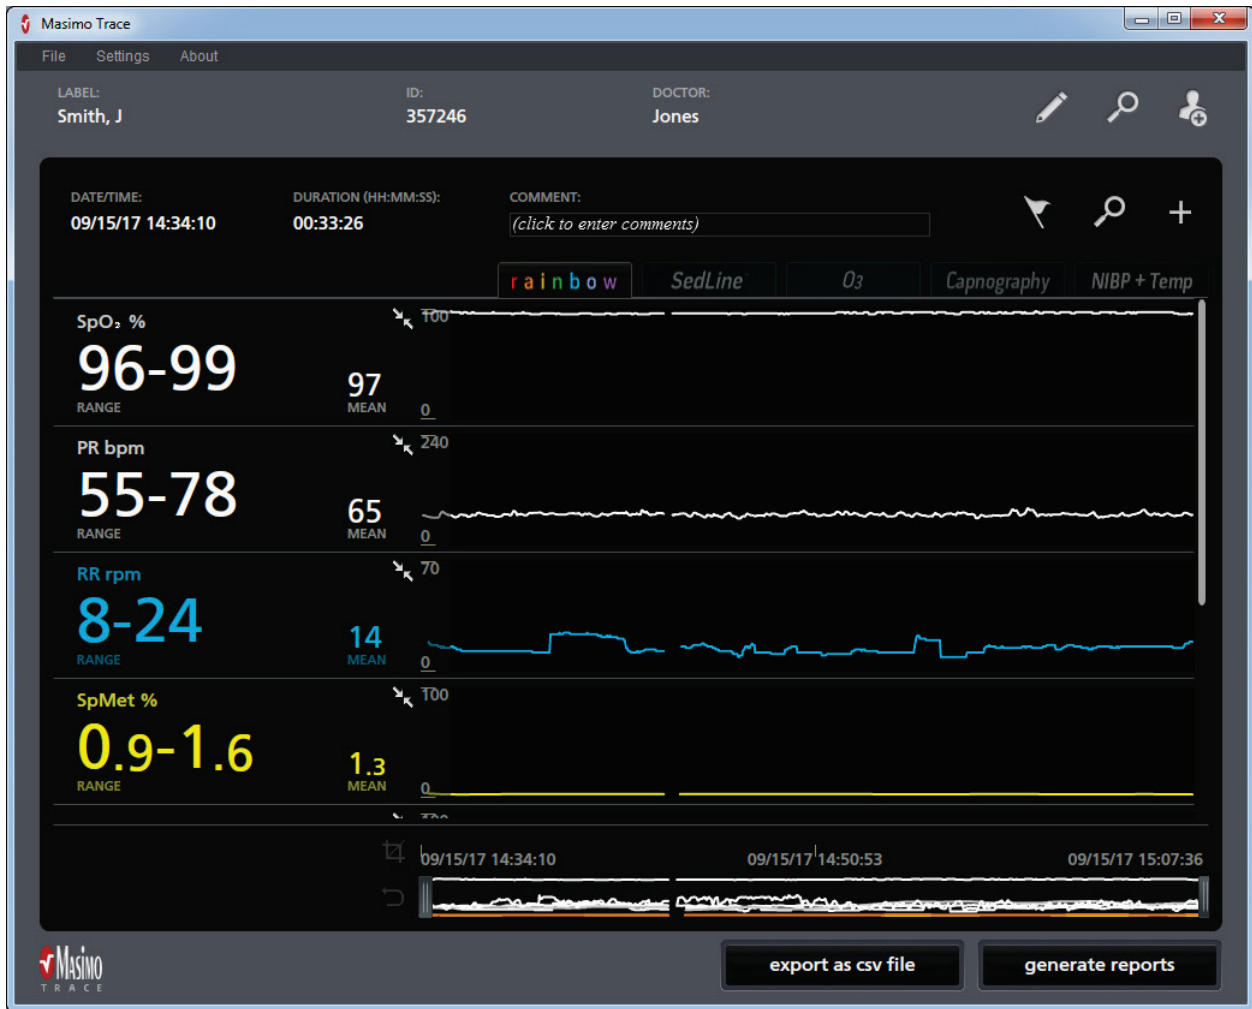 Masimo Trace
File Settings About
LABEL: ID: DOCTOR:
Smith, J 357246 Jones
DATE/TIME: DURATION (HH:MM:SS): COMMENT:
09/15/17 14:34:10 00:33:26 (click to enter comments)
rainbow SedLine O3 Capnography NIBP + Temp
SpO₂ % 100
96-99 97
RANGE MEAN 0
PR bpm 240
55-78 65
RANGE MEAN 0
RR rpm 70
8-24 14
RANGE MEAN 0
SpMet % 100
0.9-1.6 1.3
RANGE MEAN 0
09/15/17 14:34:10 09/15/17 14:50:53 09/15/17 15:07:36
Masimo
TRACE
export as csv file generate reports